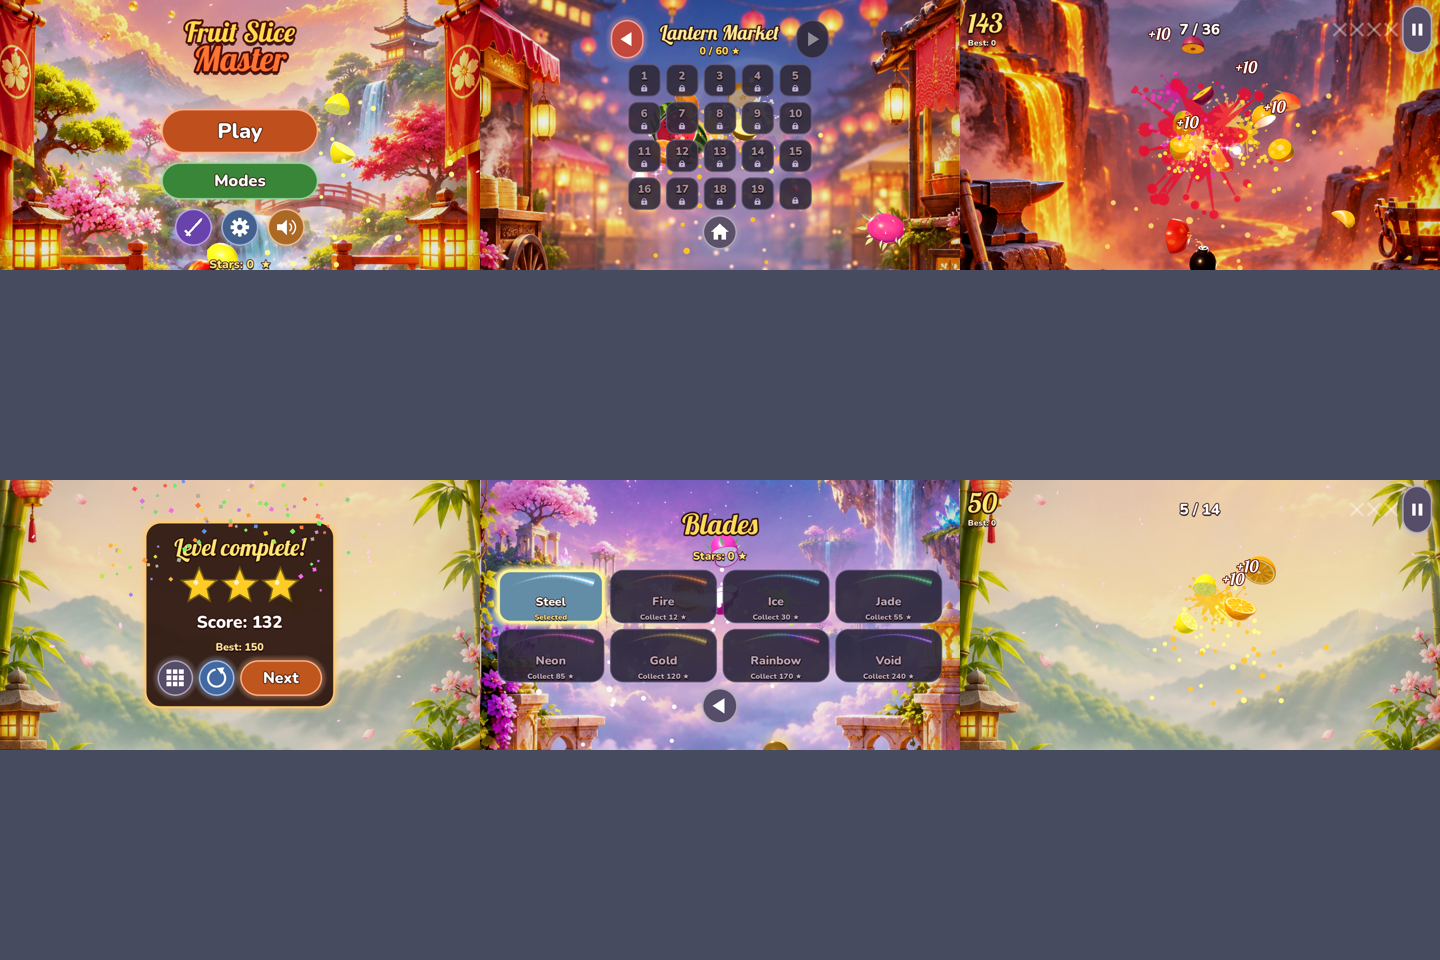 Fruit Slice
Master
Play
Modes
Stars: 0 ★
Lantern Market
0 / 60 ★
1 2 3 4 5
6 7 8 9 10
11 12 13 14 15
16 17 18 19
143
Best: 0
7 / 36
+10
+10
+10
+10
Level complete!
Score: 132
Best: 150
Next
Blades
Stars: 0 ★
Steel
Selected
Fire
Collect 12 ★
Ice
Collect 30 ★
Jade
Collect 55 ★
Neon
Collect 85 ★
Gold
Collect 120 ★
Rainbow
Collect 170 ★
Void
Collect 240 ★
50
Best: 0
5 / 14
+10
+10